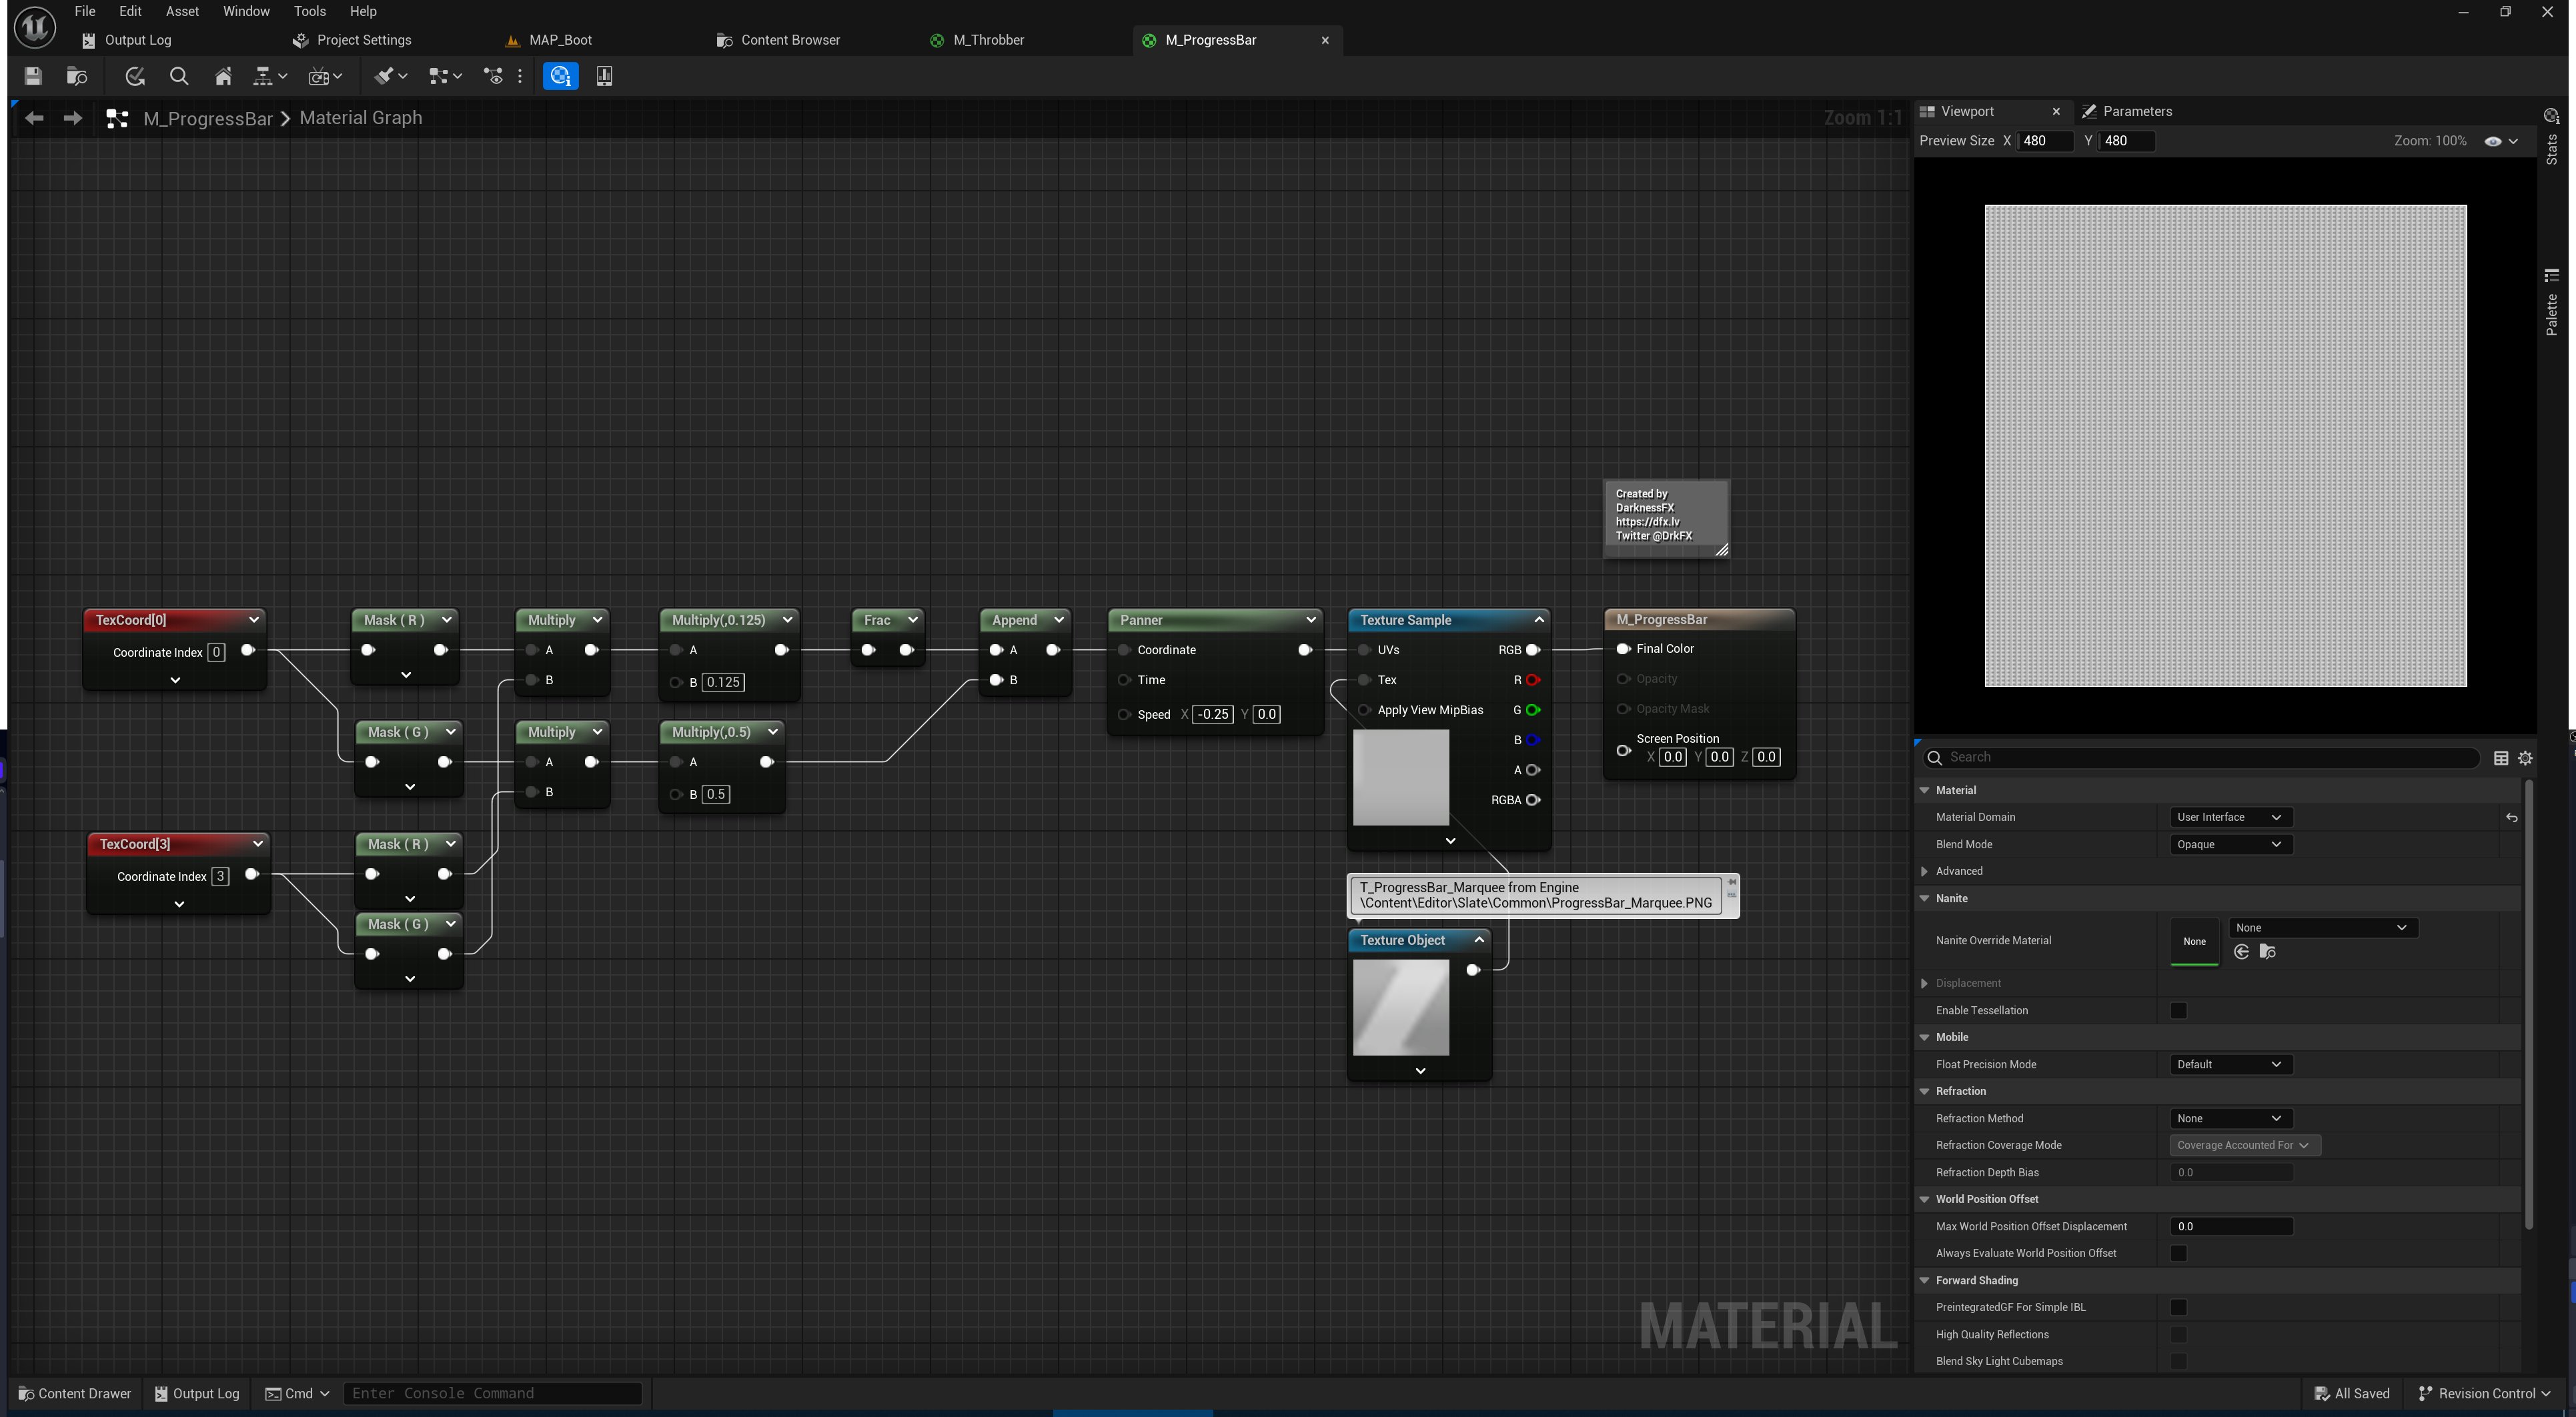 File Edit Asset Window Tools Help
Output Log Project Settings MAP_Boot Content Browser M_Throbber M_ProgressBar
M_ProgressBar Material Graph
Zoom 1:1
Created by
DarknessFX
https://dfx.lv
Twitter @DrkFX
TexCoord[0]
Coordinate Index 0
Mask ( R )
Multiply
A
B
Multiply(,0.125)
A
B 0.125
Frac
Append
A
B
Panner
Coordinate
Time
Speed X -0.25 Y 0.0
Texture Sample
UVs RGB
Tex R
Apply View MipBias G
B
A
RGBA
M_ProgressBar
Final Color
Opacity
Opacity Mask
Screen Position
X 0.0 Y 0.0 Z 0.0
Mask ( G )
Multiply
A
B
Multiply(,0.5)
A
B 0.5
TexCoord[3]
Coordinate Index 3
Mask ( R )
Mask ( G )
T_ProgressBar_Marquee from Engine
\Content\Editor\Slate\Common\ProgressBar_Marquee.PNG
Texture Object
MATERIAL
Viewport Parameters
Preview Size X 480 Y 480 Zoom: 100%
Stats
Palette
Search
Material
Material Domain User Interface
Blend Mode Opaque
Advanced
Nanite
Nanite Override Material None None
Displacement
Enable Tessellation
Mobile
Float Precision Mode Default
Refraction
Refraction Method None
Refraction Coverage Mode Coverage Accounted For
Refraction Depth Bias 0.0
World Position Offset
Max World Position Offset Displacement 0.0
Always Evaluate World Position Offset
Forward Shading
PreintegratedGF For Simple IBL
High Quality Reflections
Blend Sky Light Cubemaps
Content Drawer Output Log Cmd Enter Console Command All Saved Revision Control